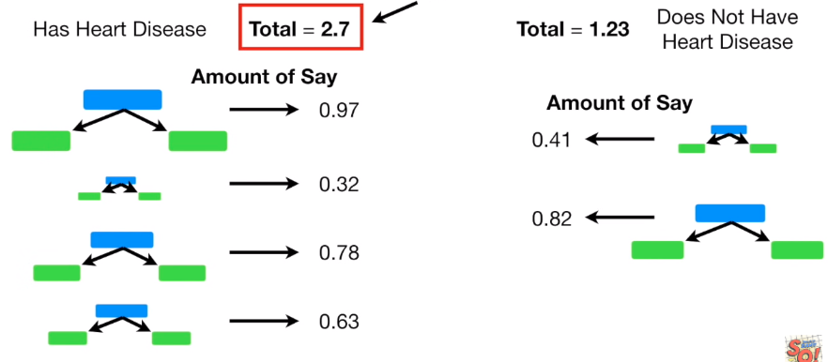 Has Heart Disease
Total = 2.7
Total = 1.23
Does Not Have
Heart Disease
Amount of Say
0.97
0.32
0.78
0.63
Amount of Say
0.41
0.82